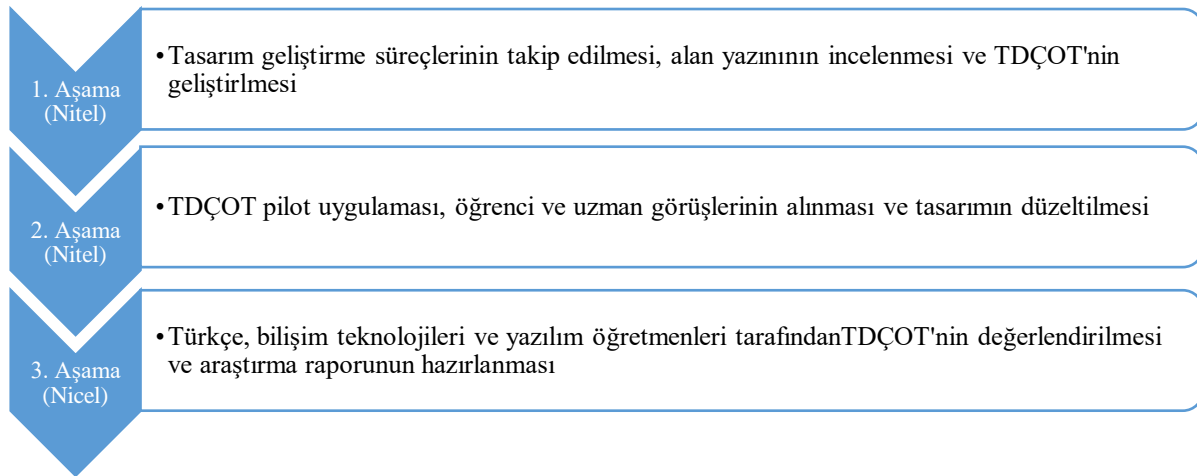 1. Aşama
(Nitel)
•Tasarım geliştirme süreçlerinin takip edilmesi, alan yazınının incelenmesi ve TDÇOT'nin
geliştirlmesi
2. Aşama
(Nitel)
•TDÇOT pilot uygulaması, öğrenci ve uzman görüşlerinin alınması ve tasarımın düzeltilmesi
3. Aşama
(Nicel)
•Türkçe, bilişim teknolojileri ve yazılım öğretmenleri tarafındanTDÇOT'nin değerlendirilmesi
ve araştırma raporunun hazırlanması